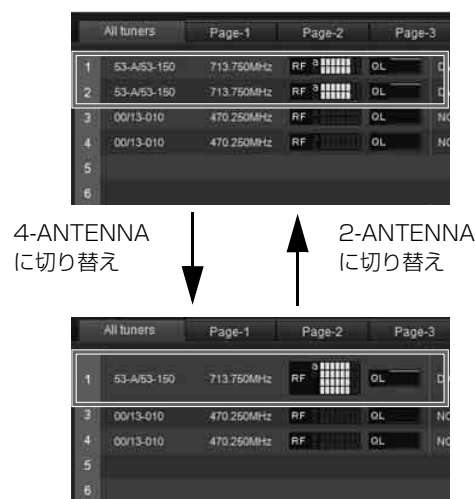 All tuners Page-1 Page-2 Page-3
1 53-A/53-150 713.750MHz RF a OL
2 53-A/53-150 713.750MHz RF a OL
3 00/13-010 470.250MHz RF OL NO
4 00/13-010 470.250MHz RF OL NO
5
6
4-ANTENNA
に切り替え
2-ANTENNA
に切り替え
All tuners Page-1 Page-2 Page-3
1 53-A/53-150 713.750MHz RF a OL
3 00/13-010 470.250MHz RF OL NO
4 00/13-010 470.250MHz RF OL NO
5
6